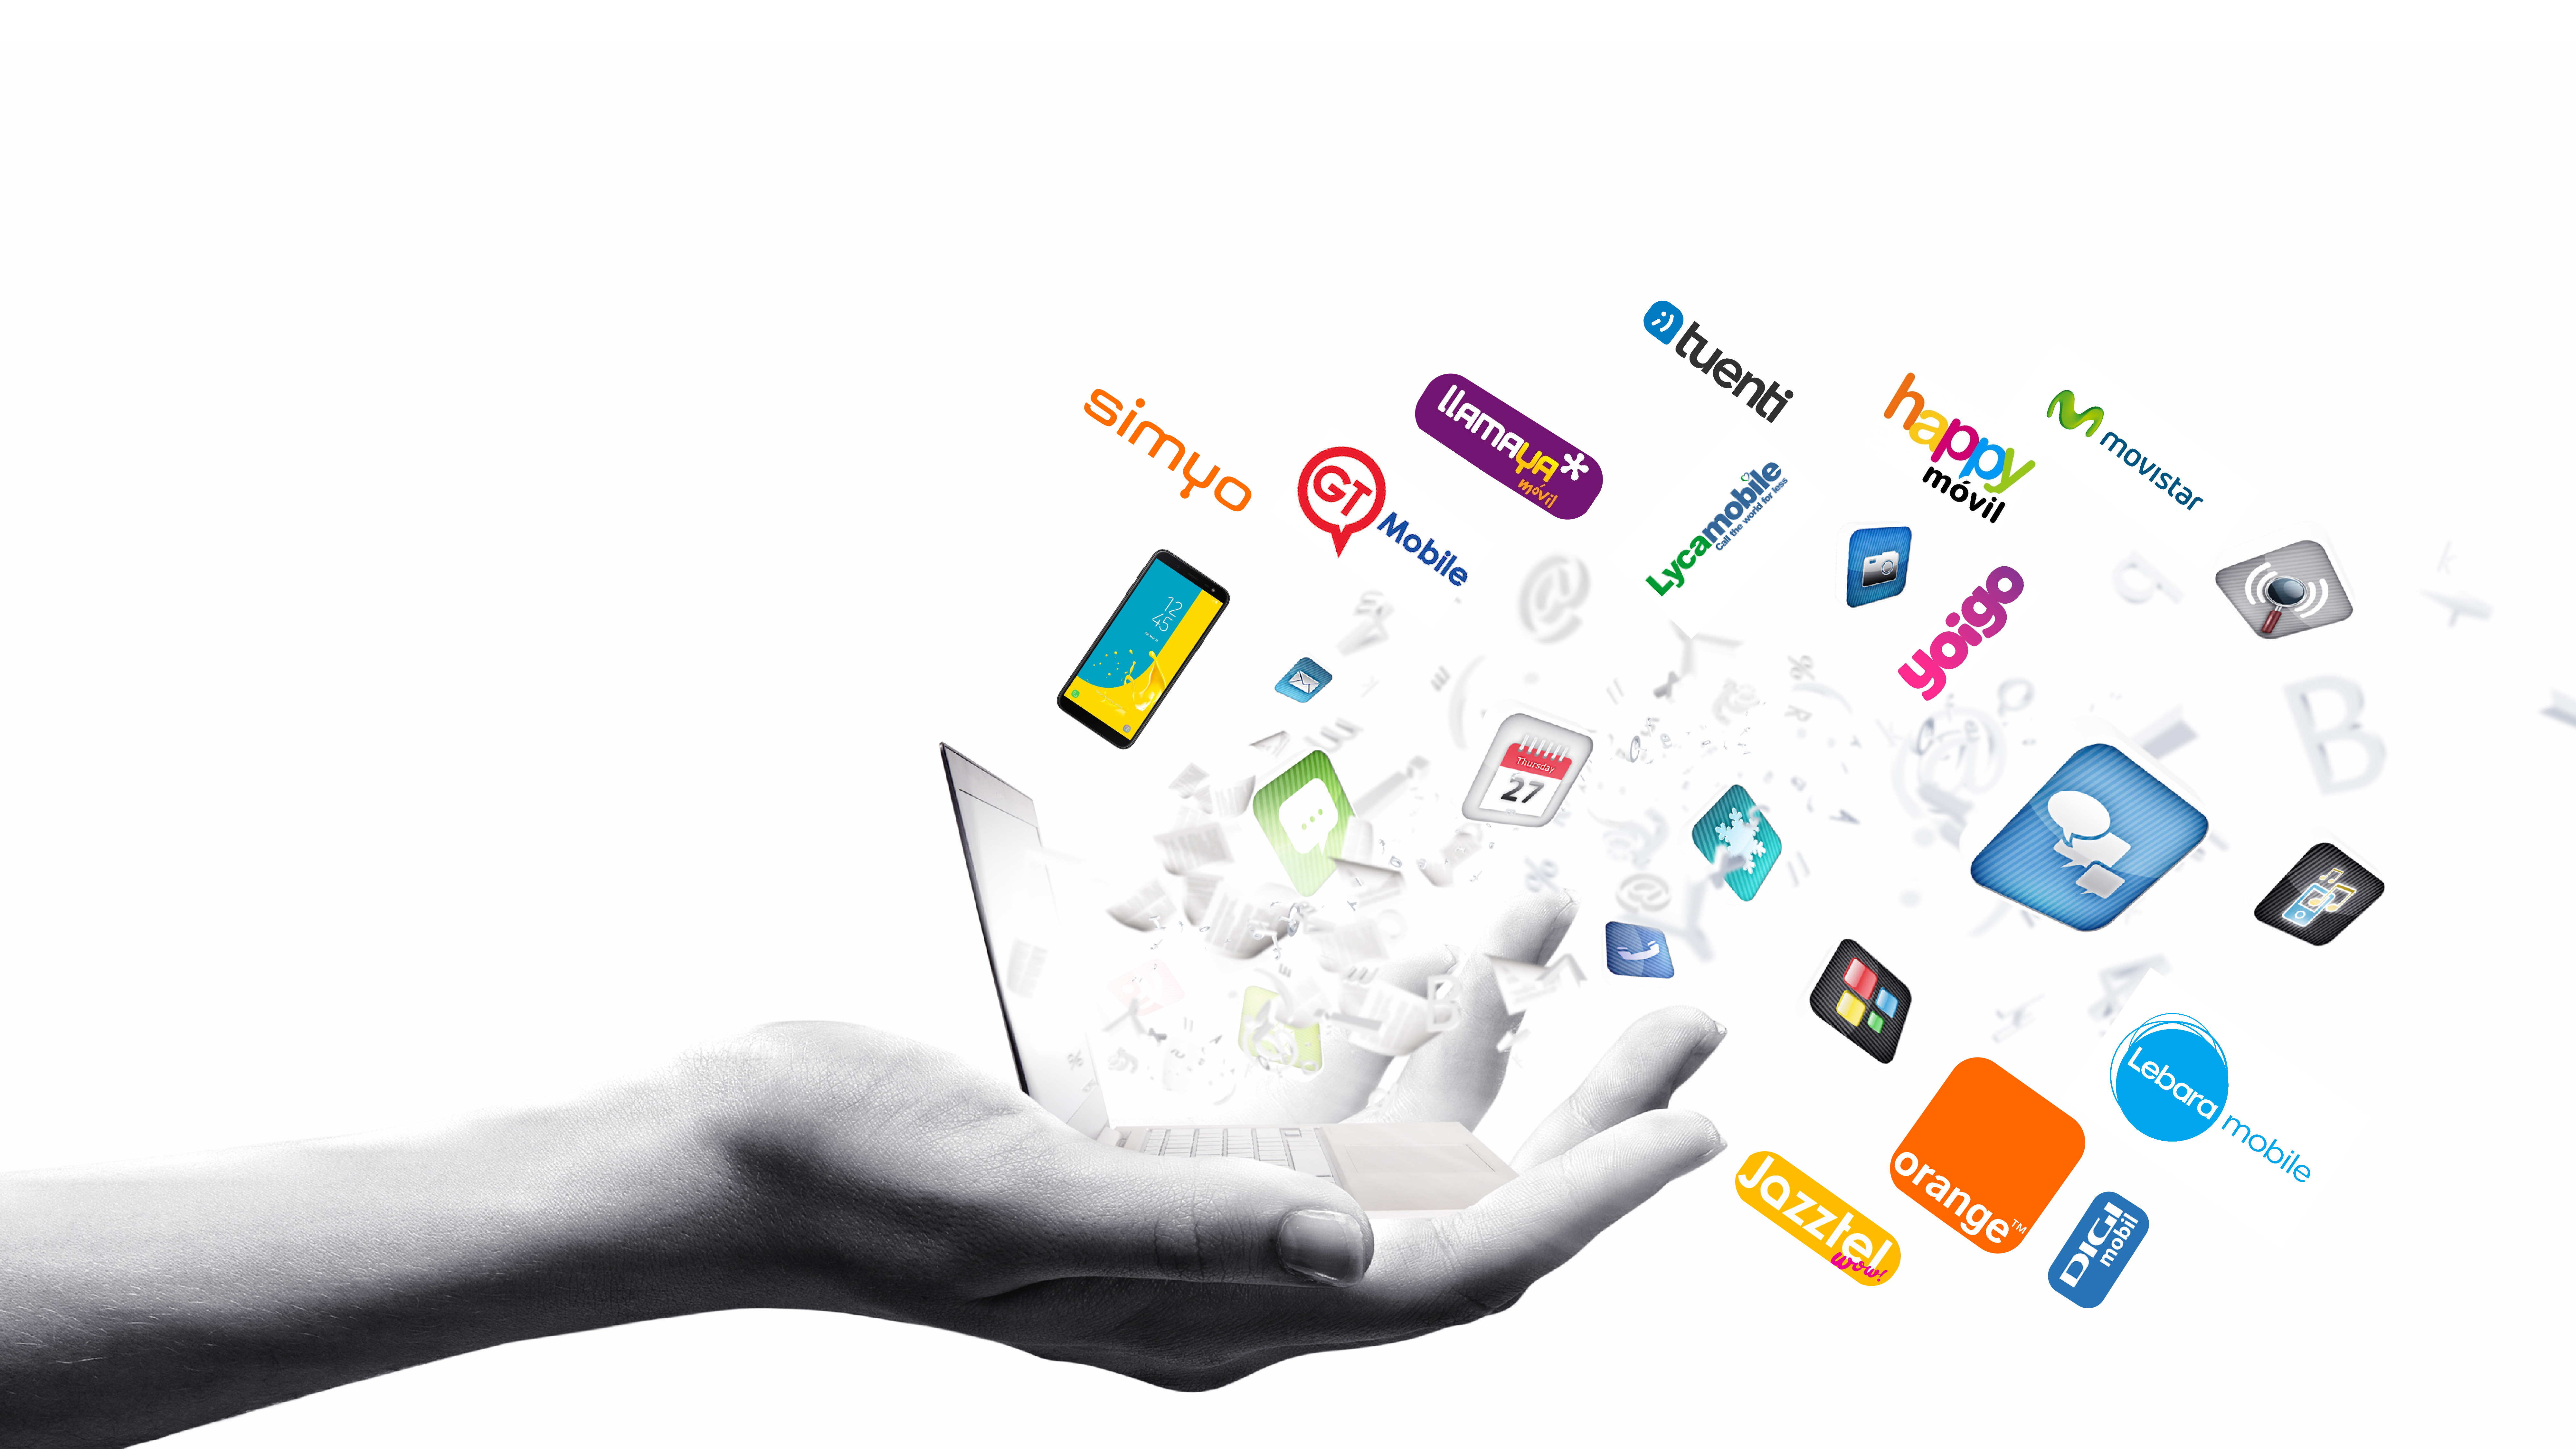 tuenti
happy
móvil
movistar
simyo
llamaya*
móvil
GT
Mobile
Lycamobile
Call the world for less
12
45
yoigo
@
B
Thursday
27
Lebara
mobile
orange™
Jazztel
wow!
DIGI
mobil